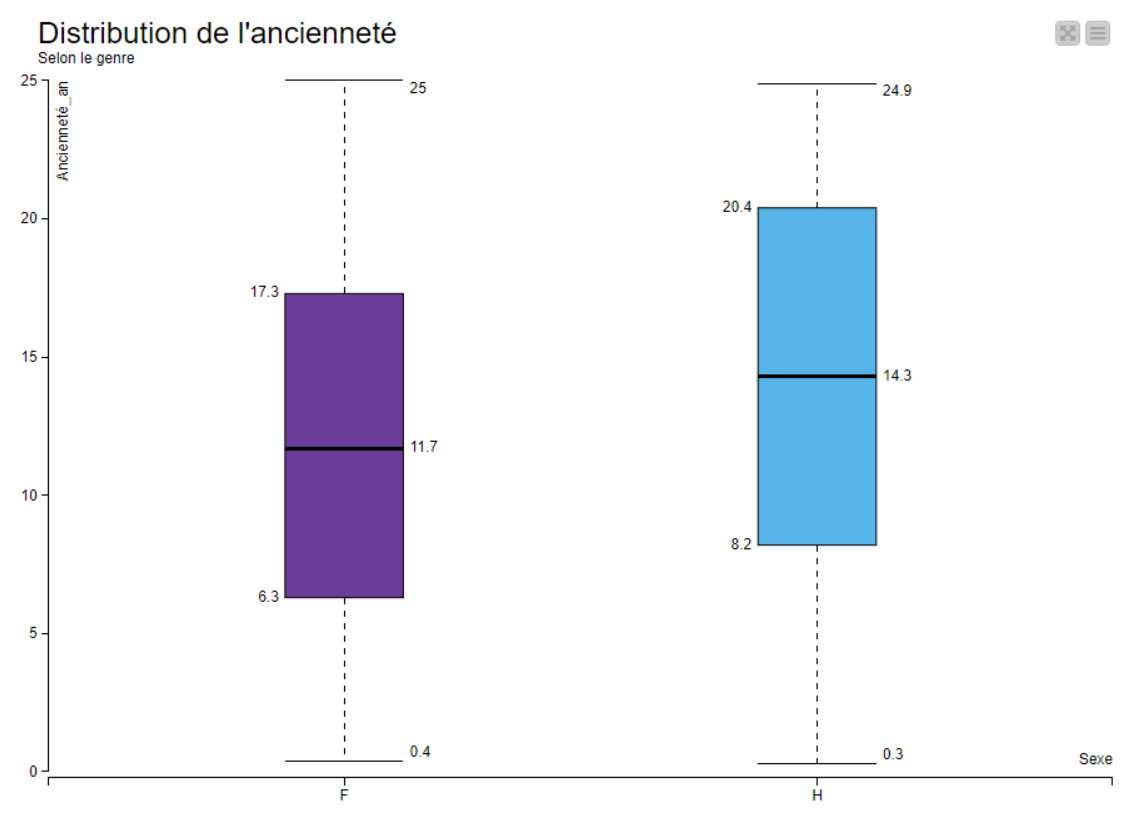 Distribution de l'ancienneté
Selon le genre
Ancienneté_an
25
20
15
10
5
0
25
17.3
11.7
6.3
0.4
24.9
20.4
14.3
8.2
0.3
Sexe
F
H